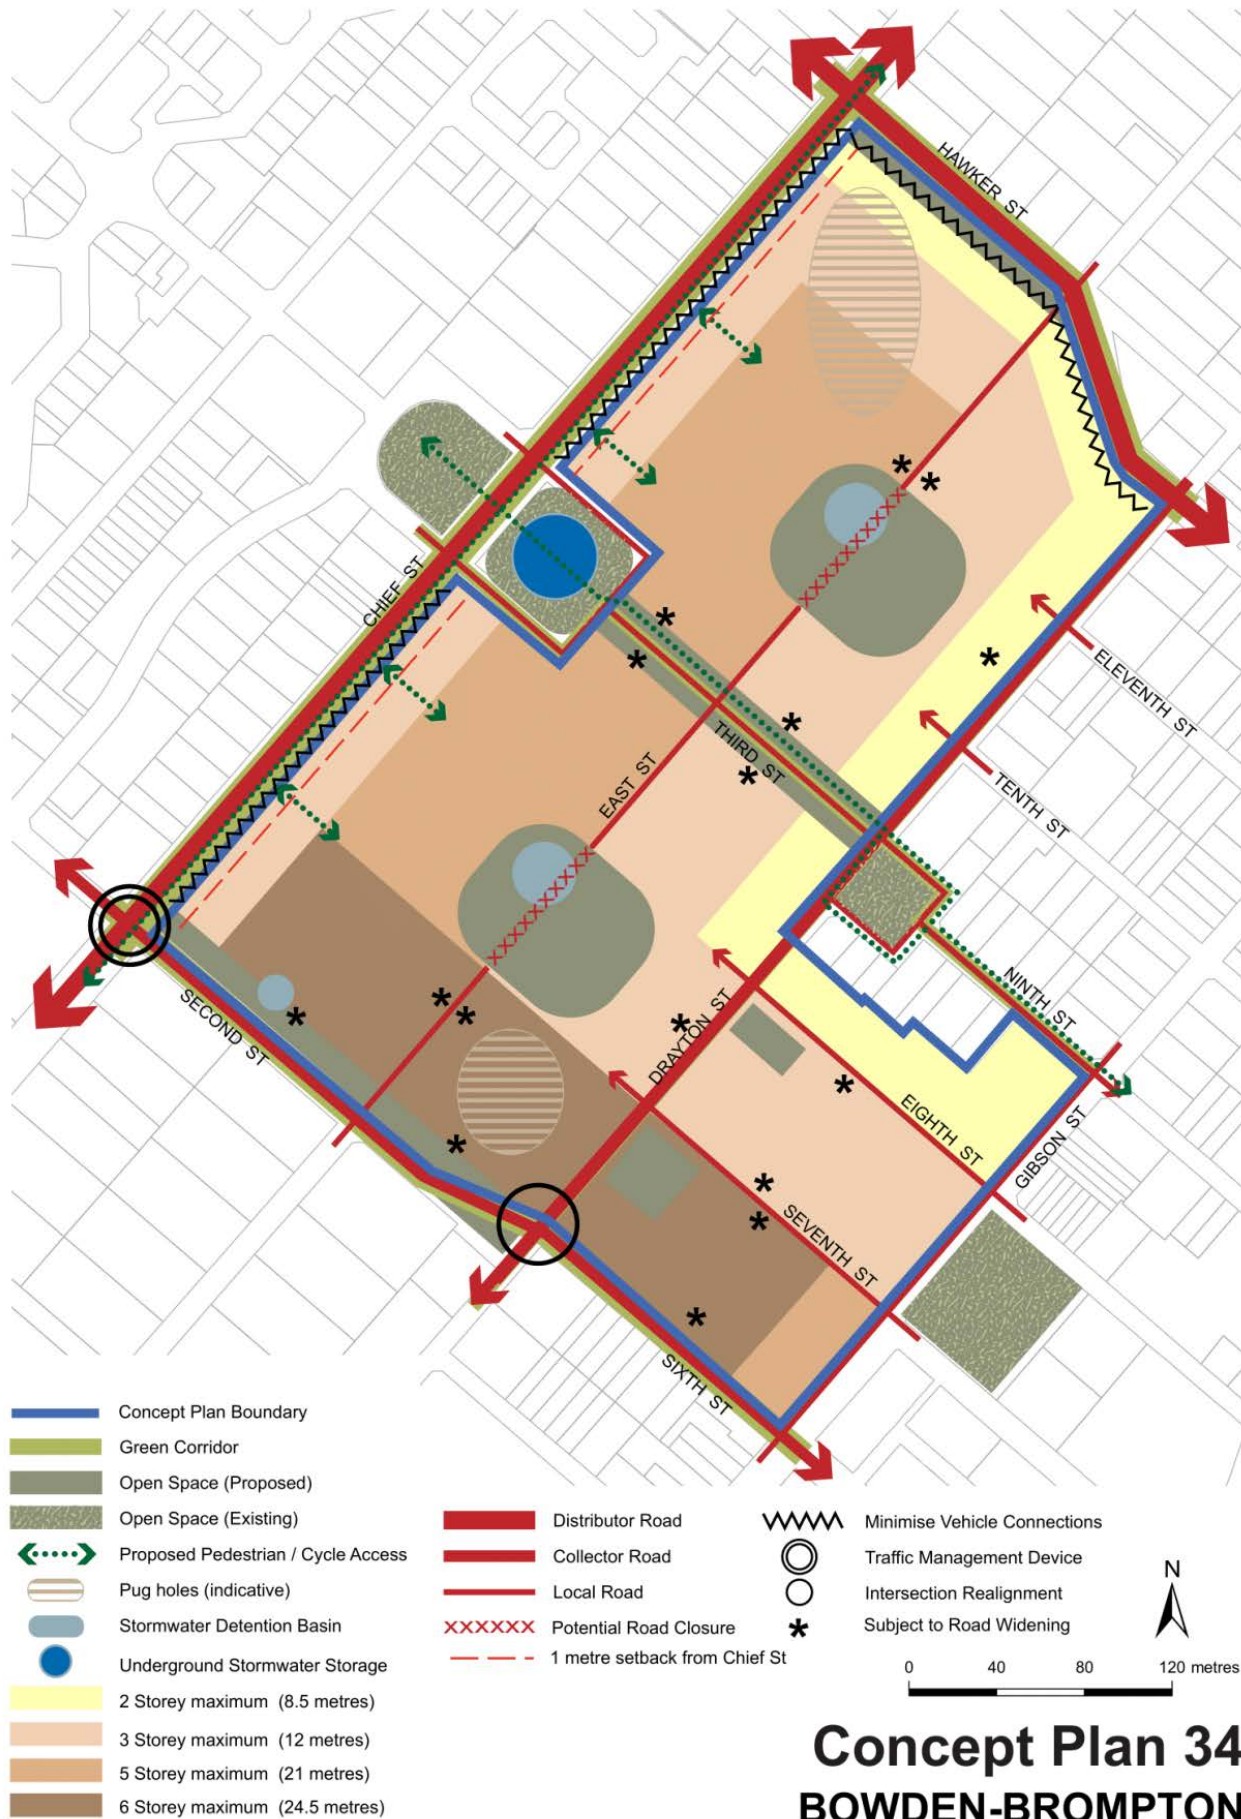 HAWKER ST
CHIEF ST
ELEVENTH ST
TENTH ST
THIRD ST
EAST ST
NINTH ST
SECOND ST
DRAYTON ST
EIGHTH ST
GIBSON ST
SEVENTH ST
SIXTH ST
Concept Plan Boundary
Green Corridor
Open Space (Proposed)
Open Space (Existing)
Proposed Pedestrian / Cycle Access
Pug holes (indicative)
Stormwater Detention Basin
Underground Stormwater Storage
2 Storey maximum (8.5 metres)
3 Storey maximum (12 metres)
5 Storey maximum (21 metres)
6 Storey maximum (24.5 metres)
Distributor Road
Collector Road
Local Road
Potential Road Closure
1 metre setback from Chief St
Minimise Vehicle Connections
Traffic Management Device
Intersection Realignment
Subject to Road Widening
N
0 40 80 120 metres
Concept Plan 34
BOWDEN-BROMPTON